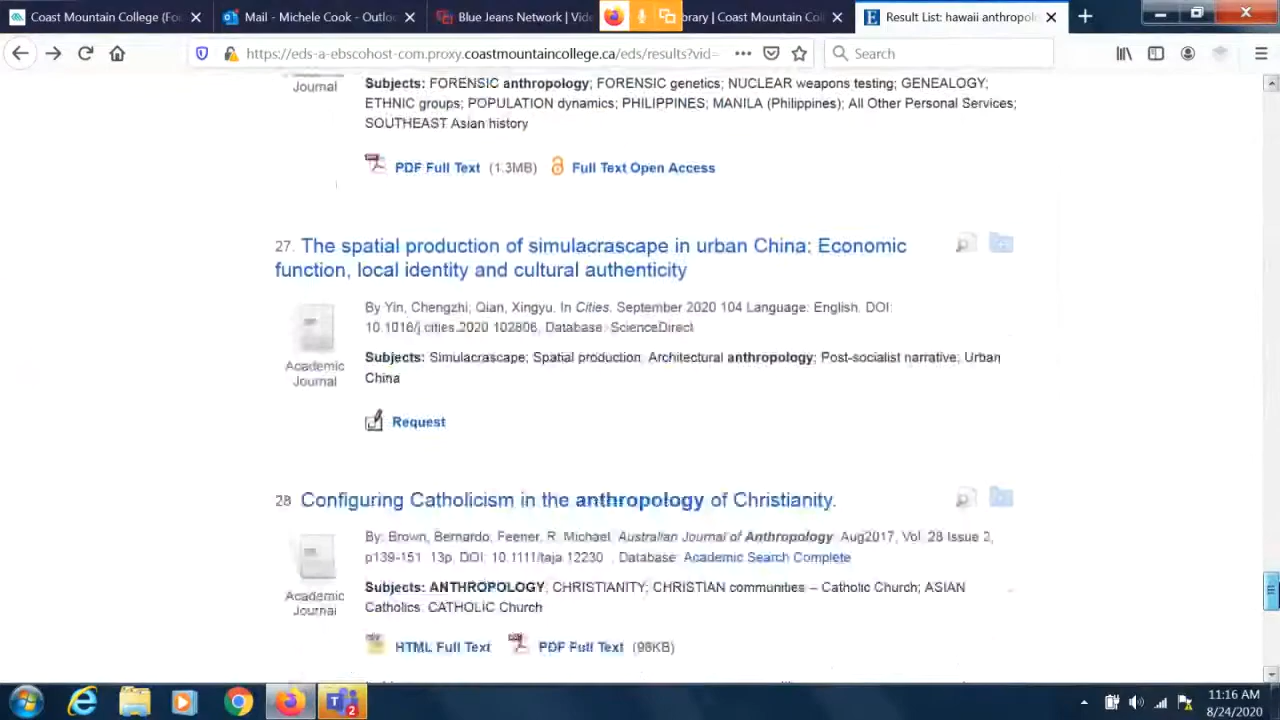 Coast Mountain College (For
Mail - Michele Cook - Outlo
Blue Jeans Network | Vide
brary | Coast Mountain Coll
Result List: hawaii anthropol
https://eds-a-ebscohost-com.proxy.coastmountaincollege.ca/eds/results?vid=
Search
Journal
Subjects: FORENSIC anthropology; FORENSIC genetics; NUCLEAR weapons testing; GENEALOGY;
ETHNIC groups; POPULATION dynamics; PHILIPPINES; MANILA (Philippines); All Other Personal Services;
SOUTHEAST Asian history
PDF Full Text (1.3MB) Full Text Open Access
27. The spatial production of simulacrascape in urban China: Economic
function, local identity and cultural authenticity
By Yin, Chengzhi; Qian, Xingyu. In Cities. September 2020 104 Language: English. DOI:
10.1016/j.cities.2020 102806, Database: ScienceDirect
Academic
Journal
Subjects: Simulacrascape; Spatial production Architectural anthropology; Post-socialist narrative; Urban
China
Request
28 Configuring Catholicism in the anthropology of Christianity.
By: Brown, Bernardo, Feener, R. Michael. Australian Journal of Anthropology Aug2017, Vol. 28 Issue 2,
p139-151 13p. DOI: 10.1111/taja 12230 , Database: Academic Search Complete
Academic
Journal
Subjects: ANTHROPOLOGY; CHRISTIANITY; CHRISTIAN communities – Catholic Church; ASIAN
Catholics CATHOLIC Church
HTML Full Text PDF Full Text (98KB)
2
11:16 AM
8/24/2020